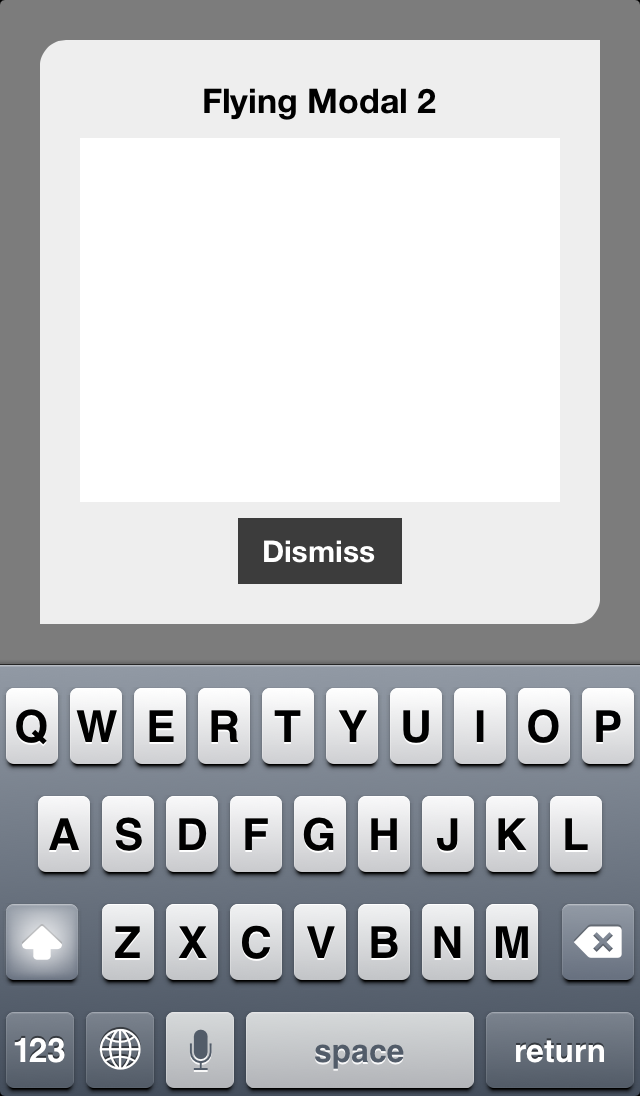 Flying Modal 2
Dismiss
Q W E R T Y U I O P
A S D F G H J K L
Z X C V B N M
123 space return